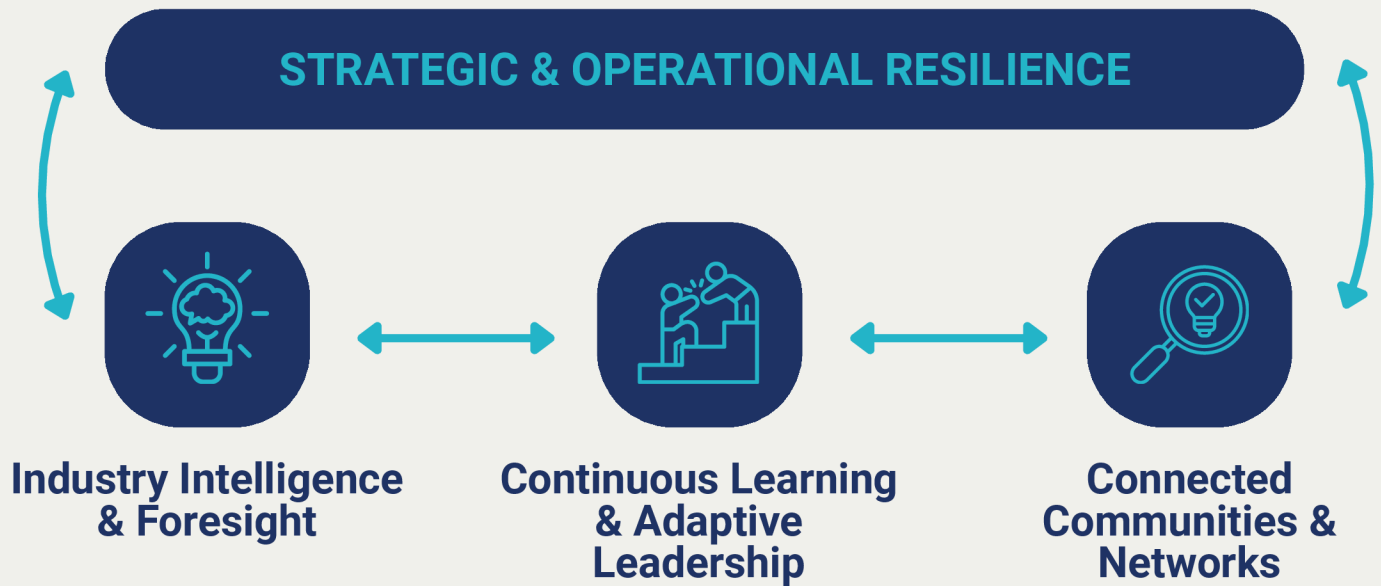 STRATEGIC & OPERATIONAL RESILIENCE
Industry Intelligence
& Foresight
Continuous Learning
& Adaptive
Leadership
Connected
Communities &
Networks